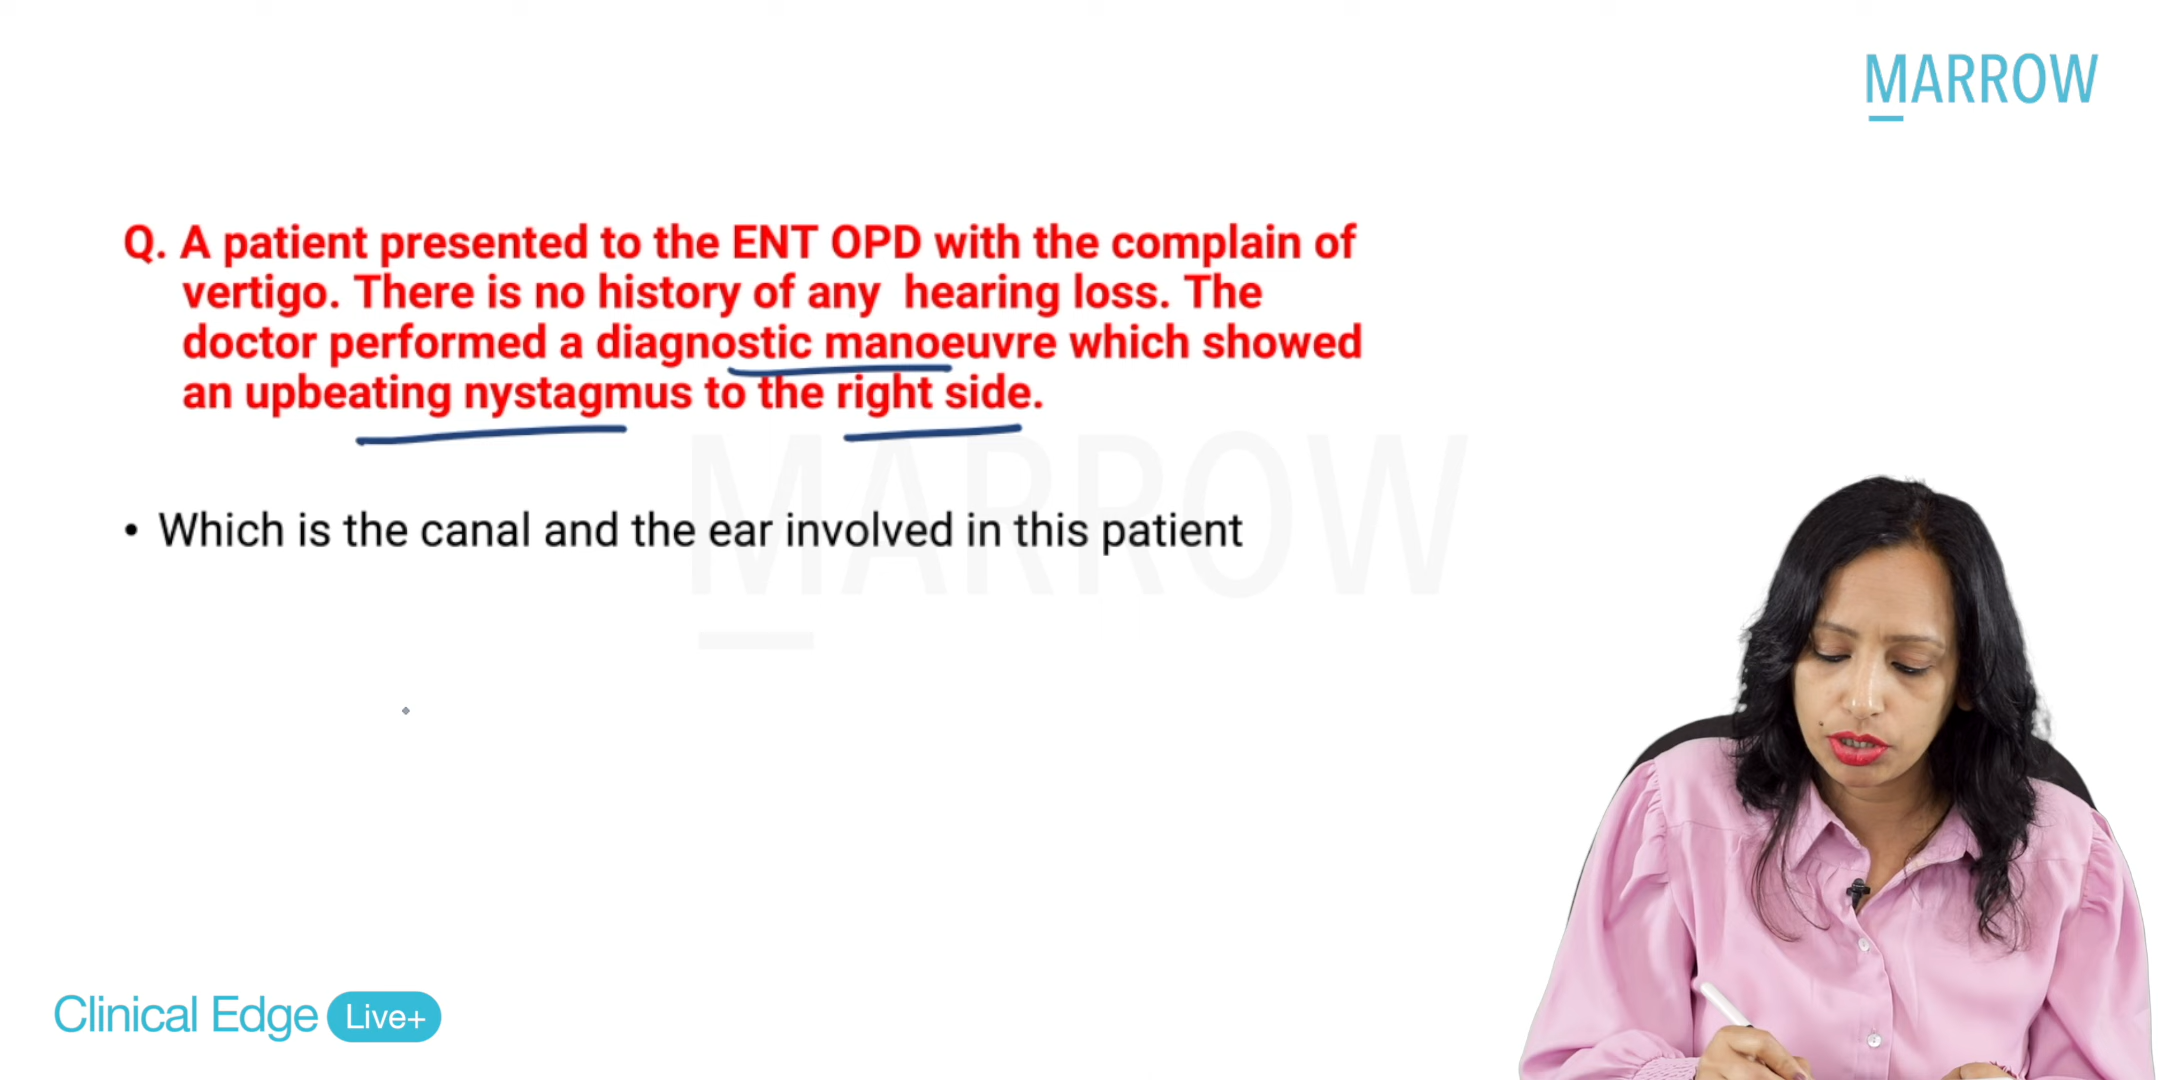 MARROW
Q. A patient presented to the ENT OPD with the complain of
vertigo. There is no history of any hearing loss. The
doctor performed a diagnostic manoeuvre which showed
an upbeating nystagmus to the right side.
MARROW
• Which is the canal and the ear involved in this patient
Clinical Edge Live+